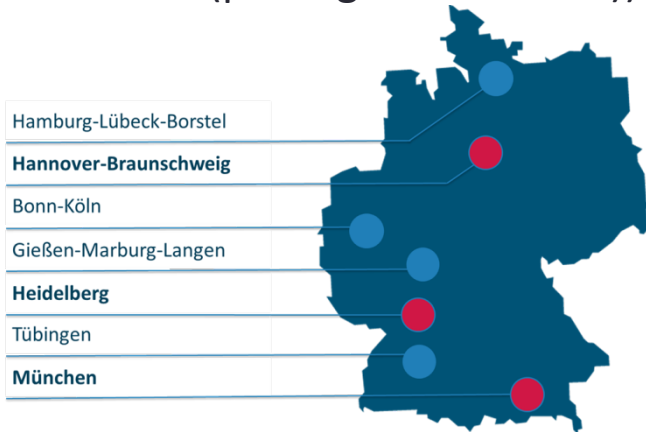 Hamburg-Lübeck-Borstel
Hannover-Braunschweig
Bonn-Köln
Gießen-Marburg-Langen
Heidelberg
Tübingen
München